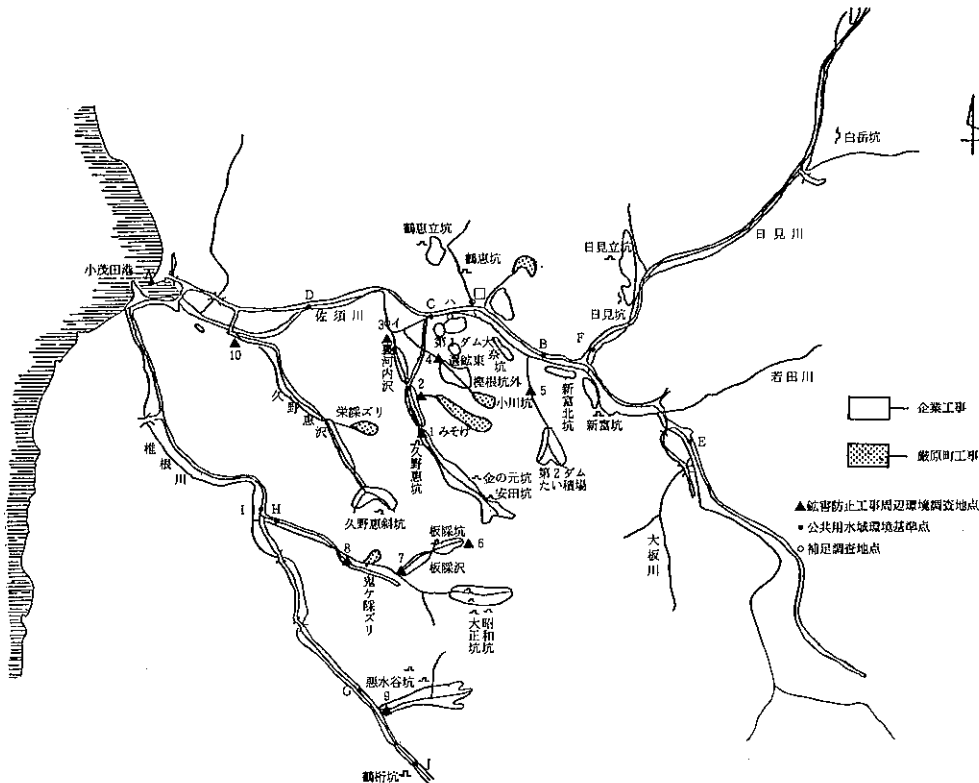 白岳坑
日見川
鶴恵立坑
鶴恵坑
日見立坑
日見坑
小茂田港
佐須川
D
C
ハ
ロ
イ
3
第1ダム
大奈坑
選鉱東
4
B
F
10
裏河内沢
2
樫根坑外
小川坑
5
新富北坑
新富坑
若田川
E
久野恵沢
栄隧ズリ
1
みそげ
久野恵坑
金の元坑
安田坑
第2ダム
たい積場
大板川
椎根川
久野恵斜坑
I
H
8
鬼ケ隧ズリ
7
板隧坑
板隧沢
6
昭和坑
大正坑
悪水谷坑
G
9
鶴桁坑
J
企業工事
厳原町工事
▲鉱害防止工事周辺環境調査地点
●公共用水域環境基準点
○補足調査地点